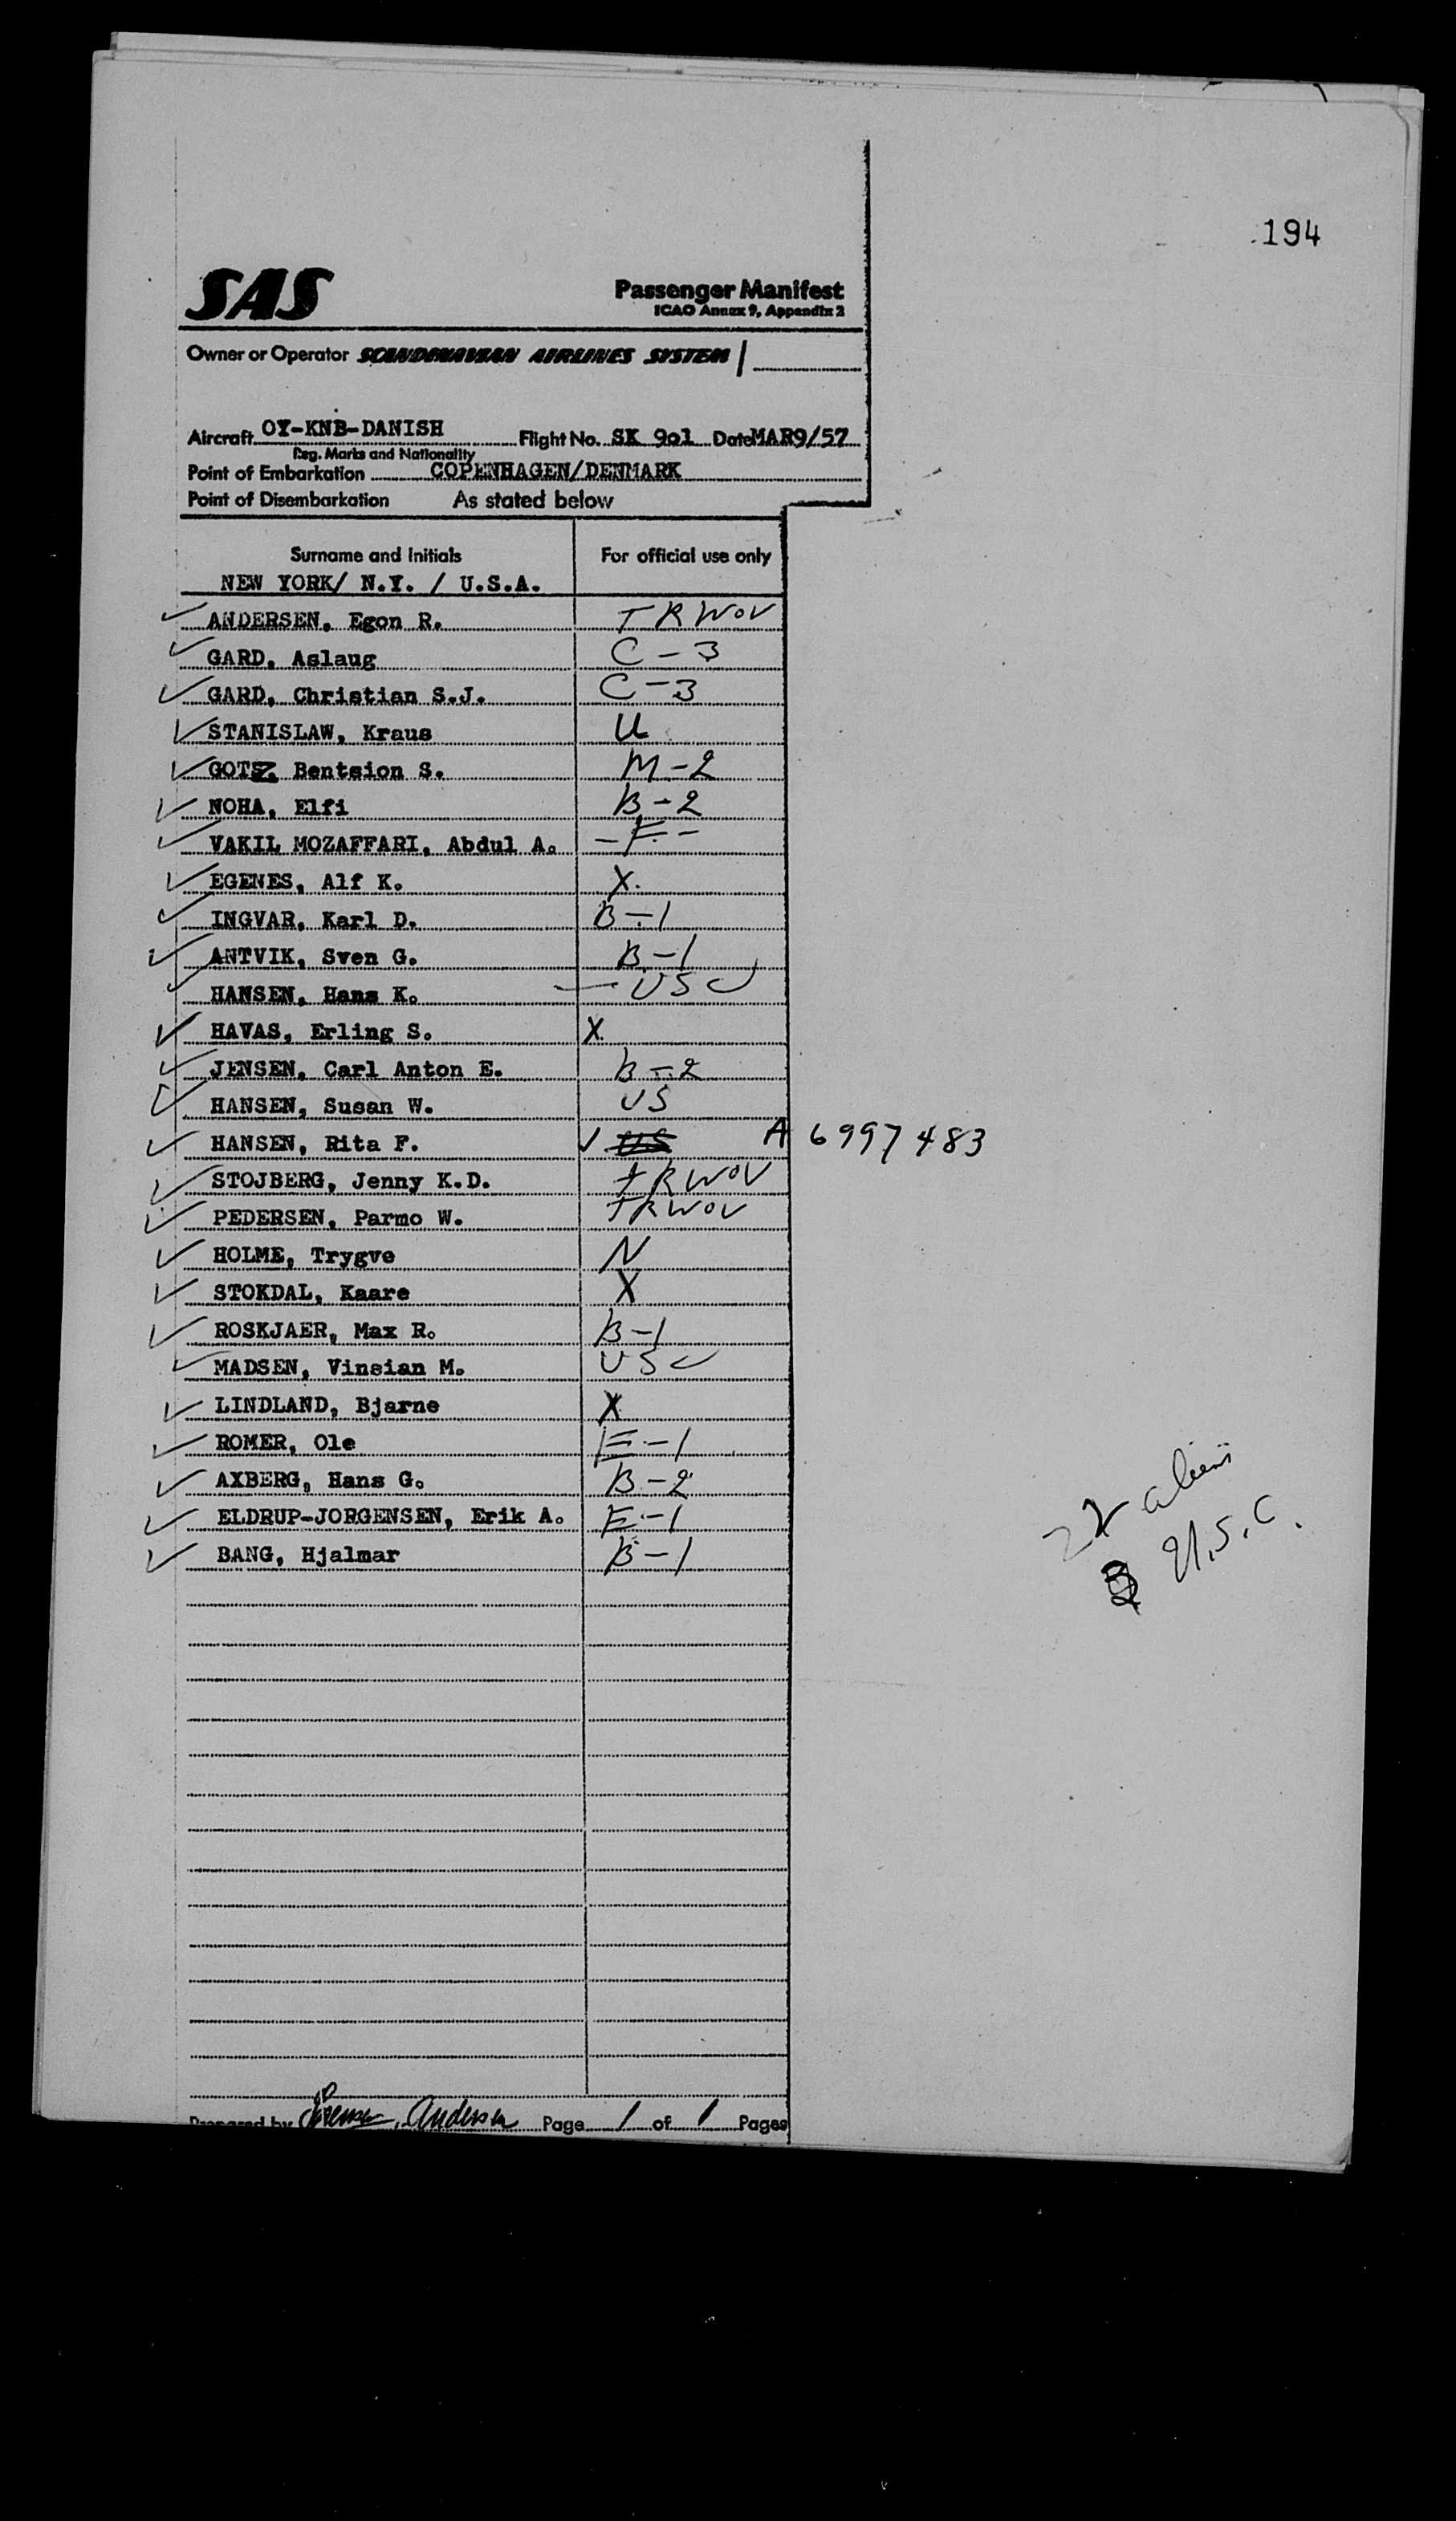 194
SAS
Passenger Manifest
ICAO Annex 9, Appendix 2
Owner or Operator SCANDINAVIAN AIRLINES SYSTEM
Aircraft OY-KNB-DANISH Flight No. SK 901 Date MAR9/57
Reg. Marks and Nationality
Point of Embarkation COPENHAGEN/DENMARK
Point of Disembarkation As stated below
Surname and Initials For official use only
NEW YORK/ N.Y. / U.S.A.
ANDERSEN, Egon R. TRWOV
GARD, Aslaug C-3
GARD, Christian S.J. C-3
STANISLAW, Kraus U
GOTZ, Bentsion S. M-2
NOHA, Elfi B-2
VAKIL MOZAFFARI, Abdul A. -F-
EGENES, Alf K. X.
INGVAR, Karl D. B-1
ANTVIK, Sven G. B-1
HANSEN, Hans K. - USC
HAVAS, Erling S. X.
JENSEN, Carl Anton E. B-2
HANSEN, Susan W. US
HANSEN, Rita F. ✓ US A 6997483
STOJBERG, Jenny K.D. TRWOV
PEDERSEN, Parmo W. TRWOV
HOLME, Trygve N
STOKDAL, Kaare X
ROSKJAER, Max R. B-1
MADSEN, Vinsian M. USC
LINDLAND, Bjarne X
ROMER, Ole E-1
AXBERG, Hans G. B-2
ELDRUP-JORGENSEN, Erik A. E-1
BANG, Hjalmar B-1
22 aliens
U.S.C.
Prepared by Andersen Page 1 of 1 Pages